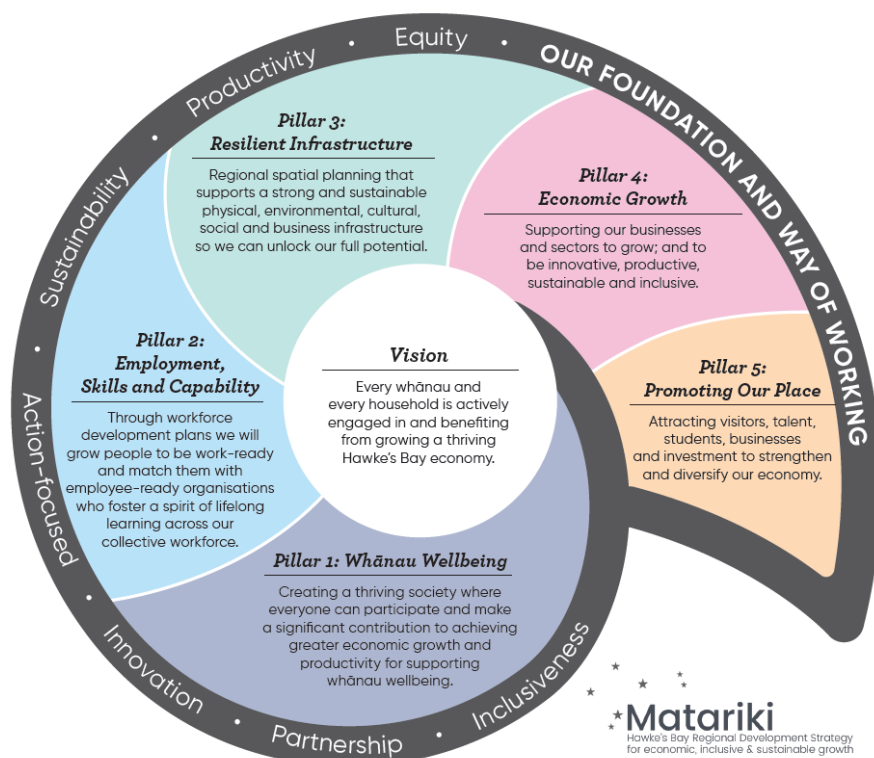 OUR FOUNDATION AND WAY OF WORKING
Equity • Productivity • Sustainability • Action-focused • Innovation • Partnership • Inclusiveness
Vision
Every whānau and
every household is actively
engaged in and benefiting
from growing a thriving
Hawke's Bay economy.
Pillar 1: Whānau Wellbeing
Creating a thriving society where
everyone can participate and make
a significant contribution to achieving
greater economic growth and
productivity for supporting
whānau wellbeing.
Pillar 2:
Employment,
Skills and Capability
Through workforce
development plans we will
grow people to be work-ready
and match them with
employee-ready organisations
who foster a spirit of lifelong
learning across our
collective workforce.
Pillar 3:
Resilient Infrastructure
Regional spatial planning that
supports a strong and sustainable
physical, environmental, cultural,
social and business infrastructure
so we can unlock our full potential.
Pillar 4:
Economic Growth
Supporting our businesses
and sectors to grow; and to
be innovative, productive,
sustainable and inclusive.
Pillar 5:
Promoting Our Place
Attracting visitors, talent,
students, businesses
and investment to strengthen
and diversify our economy.
Matariki
Hawke's Bay Regional Development Strategy
for economic, inclusive & sustainable growth